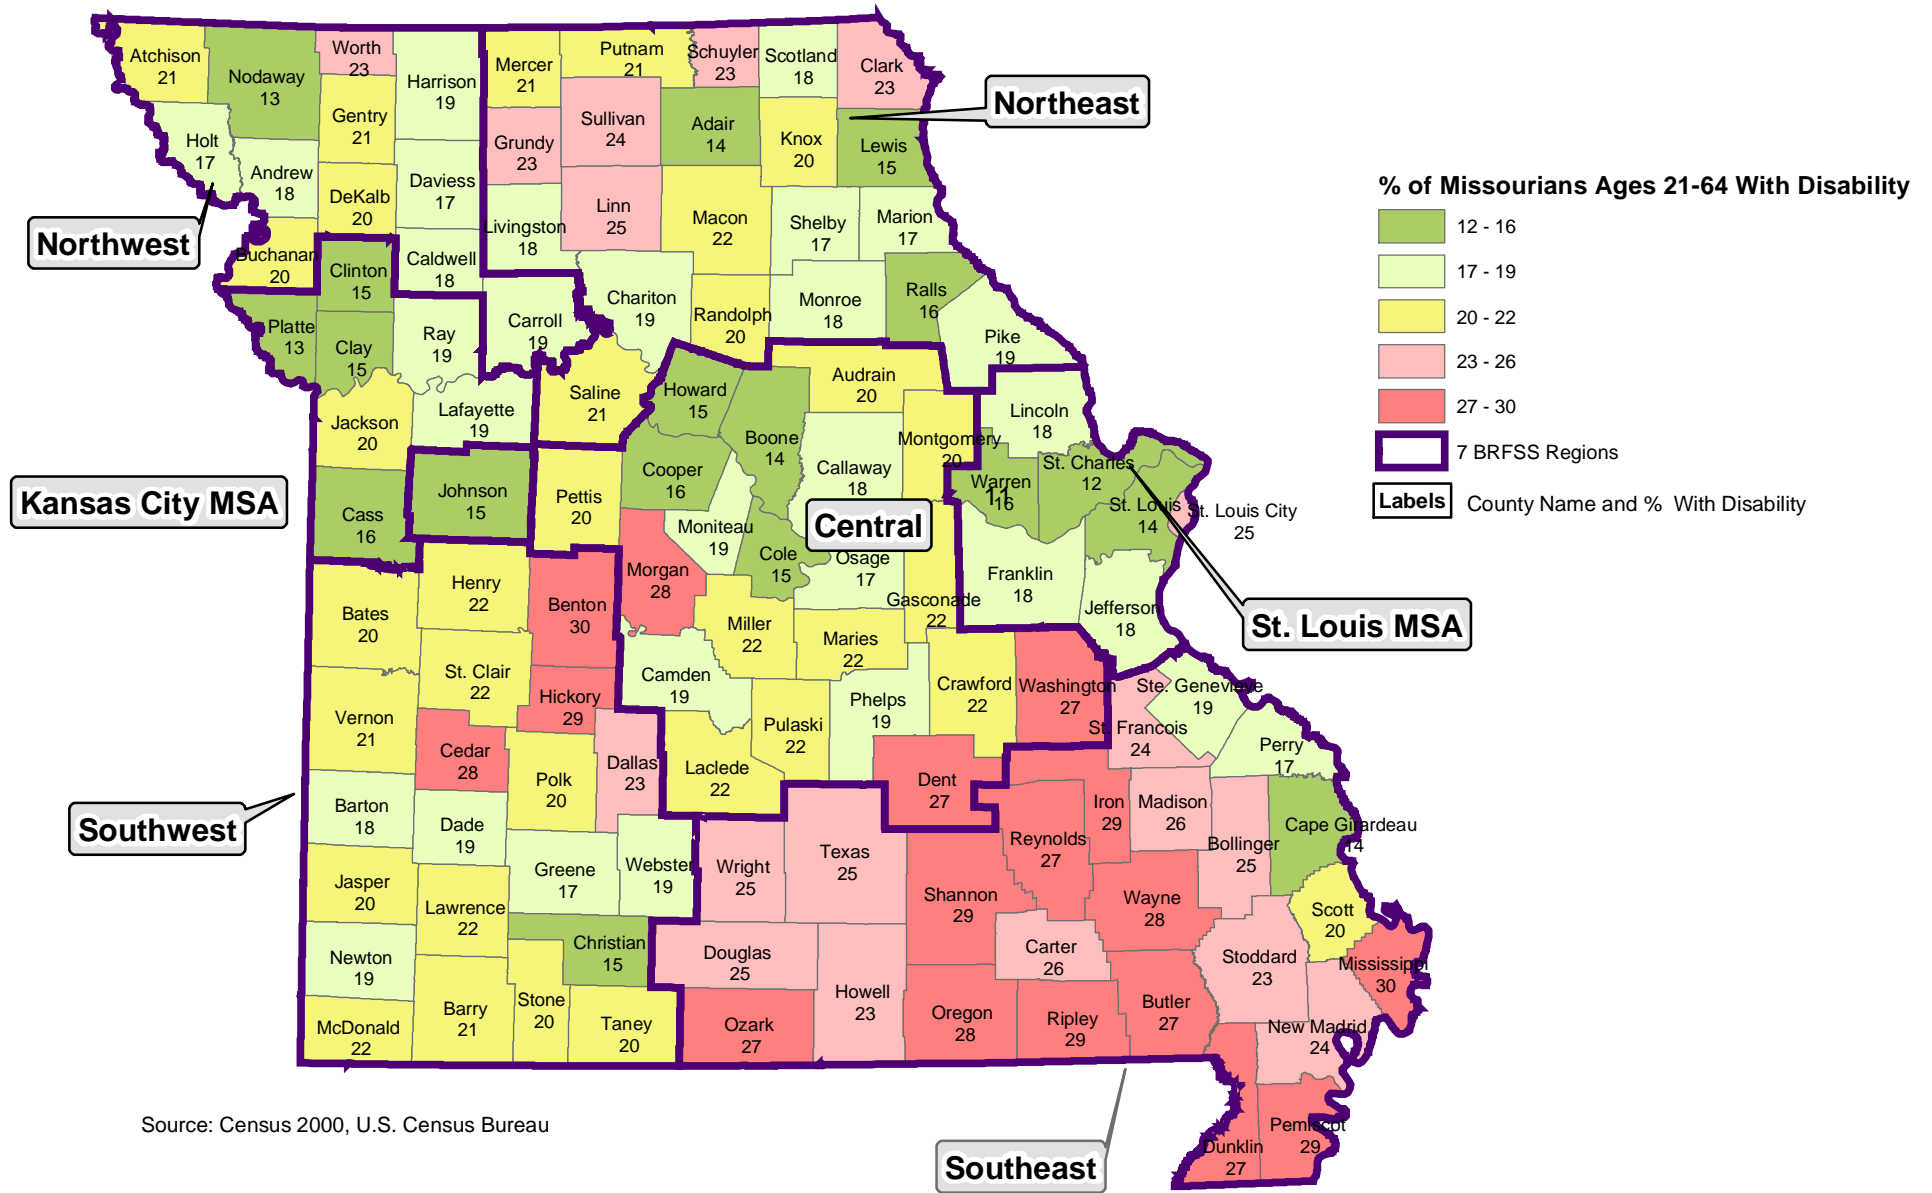 Atchison
21
Nodaway
13
Worth
23
Harrison
19
Mercer
21
Putnam
21
Schuyler
23
Scotland
18
Clark
23
Northeast
Holt
17
Andrew
18
Gentry
21
DeKalb
20
Daviess
17
Grundy
23
Sullivan
24
Adair
14
Knox
20
Lewis
15
Northwest
Buchanan
20
Clinton
15
Caldwell
18
Livingston
18
Linn
25
Macon
22
Shelby
17
Marion
17
Platte
13
Clay
15
Ray
19
Carroll
19
Chariton
19
Randolph
20
Monroe
18
Ralls
16
Pike
19
% of Missourians Ages 21-64 With Disability
12 - 16
17 - 19
20 - 22
23 - 26
27 - 30
7 BRFSS Regions
Labels
County Name and % With Disability
Jackson
20
Lafayette
19
Saline
21
Howard
15
Boone
14
Audrain
20
Callaway
18
Montgomery
20
Lincoln
18
Warren
16
11
St. Charles
12
St. Louis
14
St. Louis City
25
Kansas City MSA
Cass
16
Johnson
15
Pettis
20
Cooper
16
Moniteau
19
Central
Cole
15
Osage
17
Gasconade
22
Franklin
18
Jefferson
18
St. Louis MSA
Bates
20
Henry
22
Benton
30
Morgan
28
Miller
22
Maries
22
Camden
19
Phelps
19
Crawford
22
Washington
27
Ste. Genevieve
19
St. Francois
24
Perry
17
Vernon
21
St. Clair
22
Hickory
29
Cedar
28
Polk
20
Dallas
23
Laclede
22
Pulaski
22
Dent
27
Iron
29
Madison
26
Bollinger
25
Cape Girardeau
14
Southwest
Barton
18
Dade
19
Greene
17
Webster
19
Wright
25
Texas
25
Reynolds
27
Shannon
29
Wayne
28
Scott
20
Jasper
20
Lawrence
22
Christian
15
Douglas
25
Howell
23
Carter
26
Stoddard
23
Mississippi
30
Newton
19
McDonald
22
Barry
21
Stone
20
Taney
20
Ozark
27
Oregon
28
Ripley
29
Butler
27
New Madrid
24
Dunklin
27
Pemiscot
29
Source: Census 2000, U.S. Census Bureau
Southeast